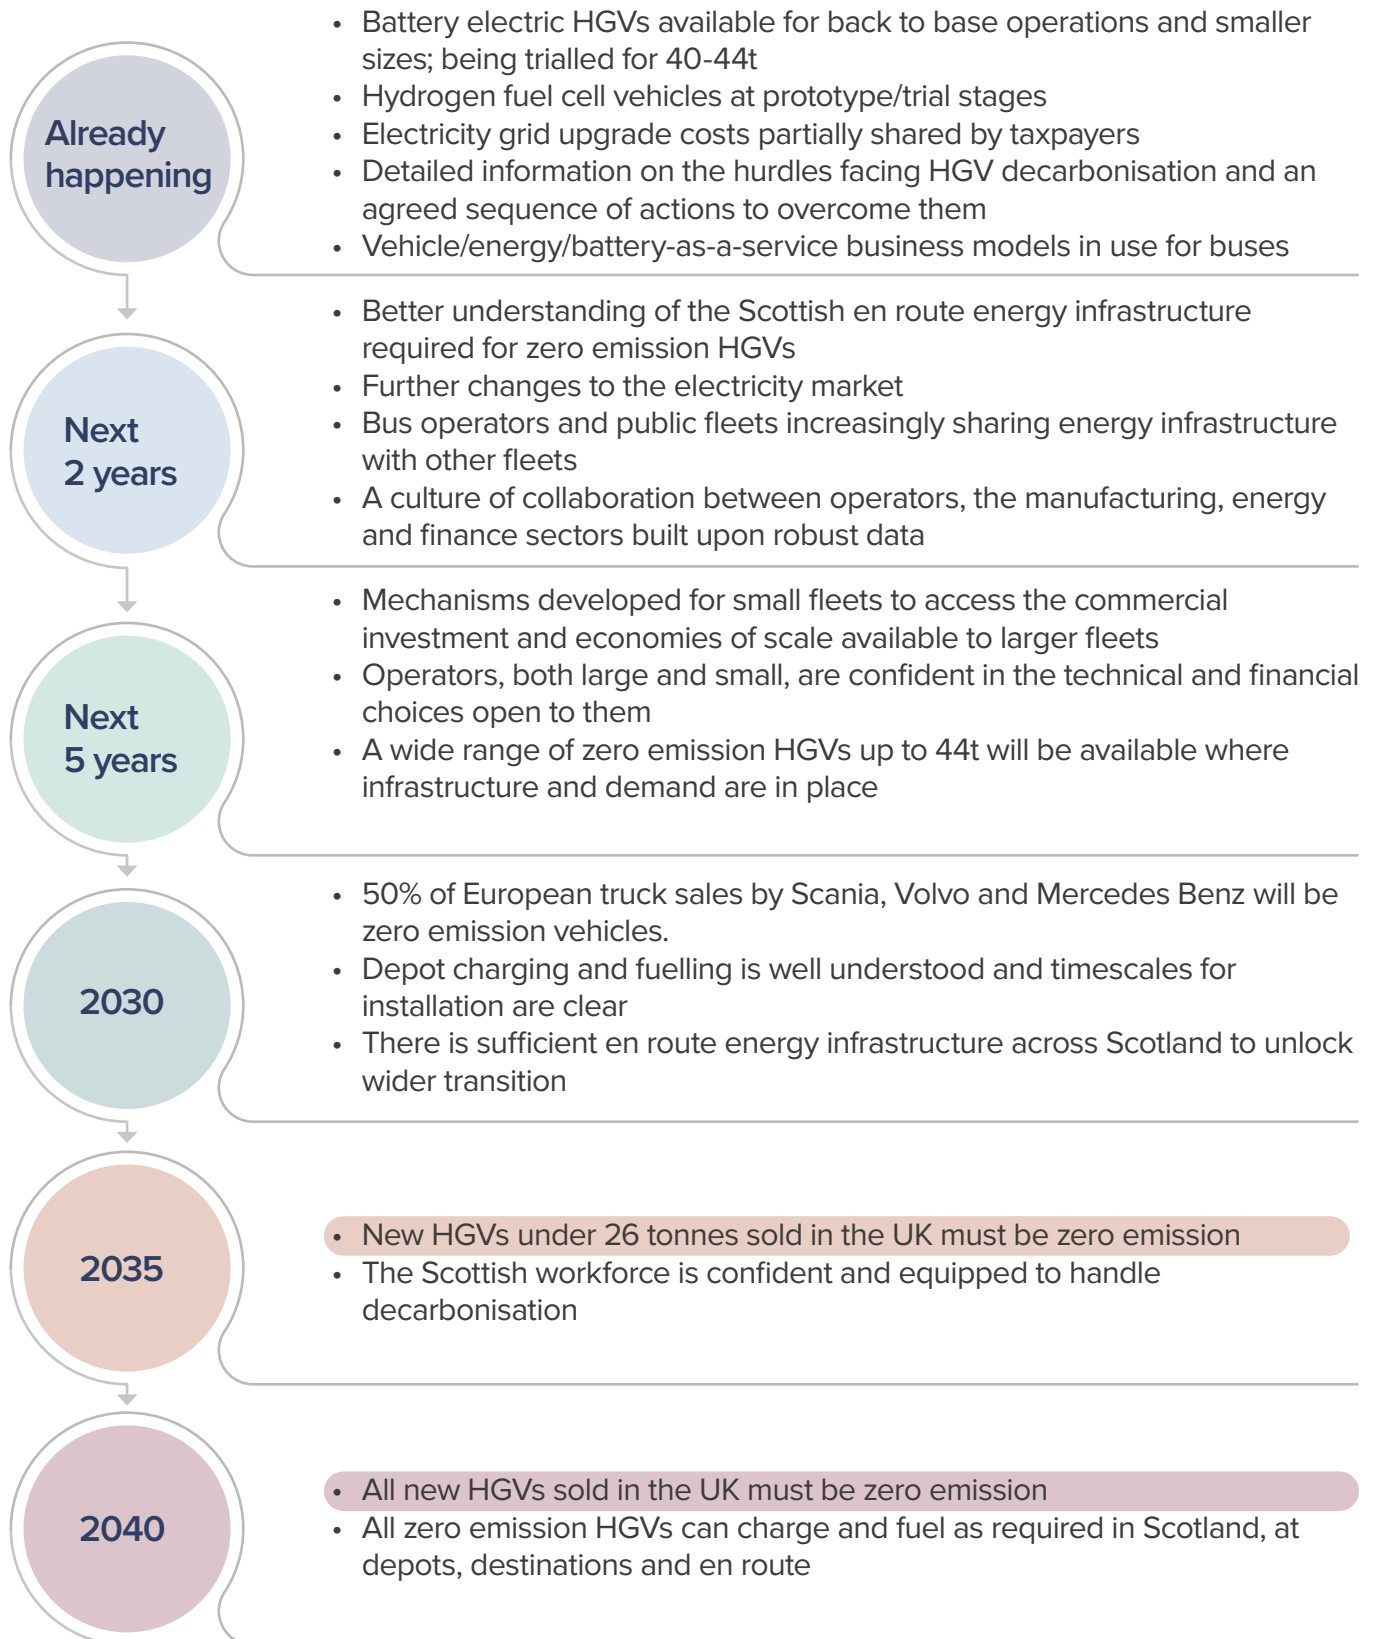 • Battery electric HGVs available for back to base operations and smaller
sizes; being trialled for 40-44t
• Hydrogen fuel cell vehicles at prototype/trial stages
• Electricity grid upgrade costs partially shared by taxpayers
• Detailed information on the hurdles facing HGV decarbonisation and an
agreed sequence of actions to overcome them
• Vehicle/energy/battery-as-a-service business models in use for buses
Already
happening
• Better understanding of the Scottish en route energy infrastructure
required for zero emission HGVs
• Further changes to the electricity market
• Bus operators and public fleets increasingly sharing energy infrastructure
with other fleets
• A culture of collaboration between operators, the manufacturing, energy
and finance sectors built upon robust data
Next
2 years
• Mechanisms developed for small fleets to access the commercial
investment and economies of scale available to larger fleets
• Operators, both large and small, are confident in the technical and financial
choices open to them
• A wide range of zero emission HGVs up to 44t will be available where
infrastructure and demand are in place
Next
5 years
• 50% of European truck sales by Scania, Volvo and Mercedes Benz will be
zero emission vehicles.
• Depot charging and fuelling is well understood and timescales for
installation are clear
• There is sufficient en route energy infrastructure across Scotland to unlock
wider transition
2030
• New HGVs under 26 tonnes sold in the UK must be zero emission
• The Scottish workforce is confident and equipped to handle
decarbonisation
2035
• All new HGVs sold in the UK must be zero emission
• All zero emission HGVs can charge and fuel as required in Scotland, at
depots, destinations and en route
2040